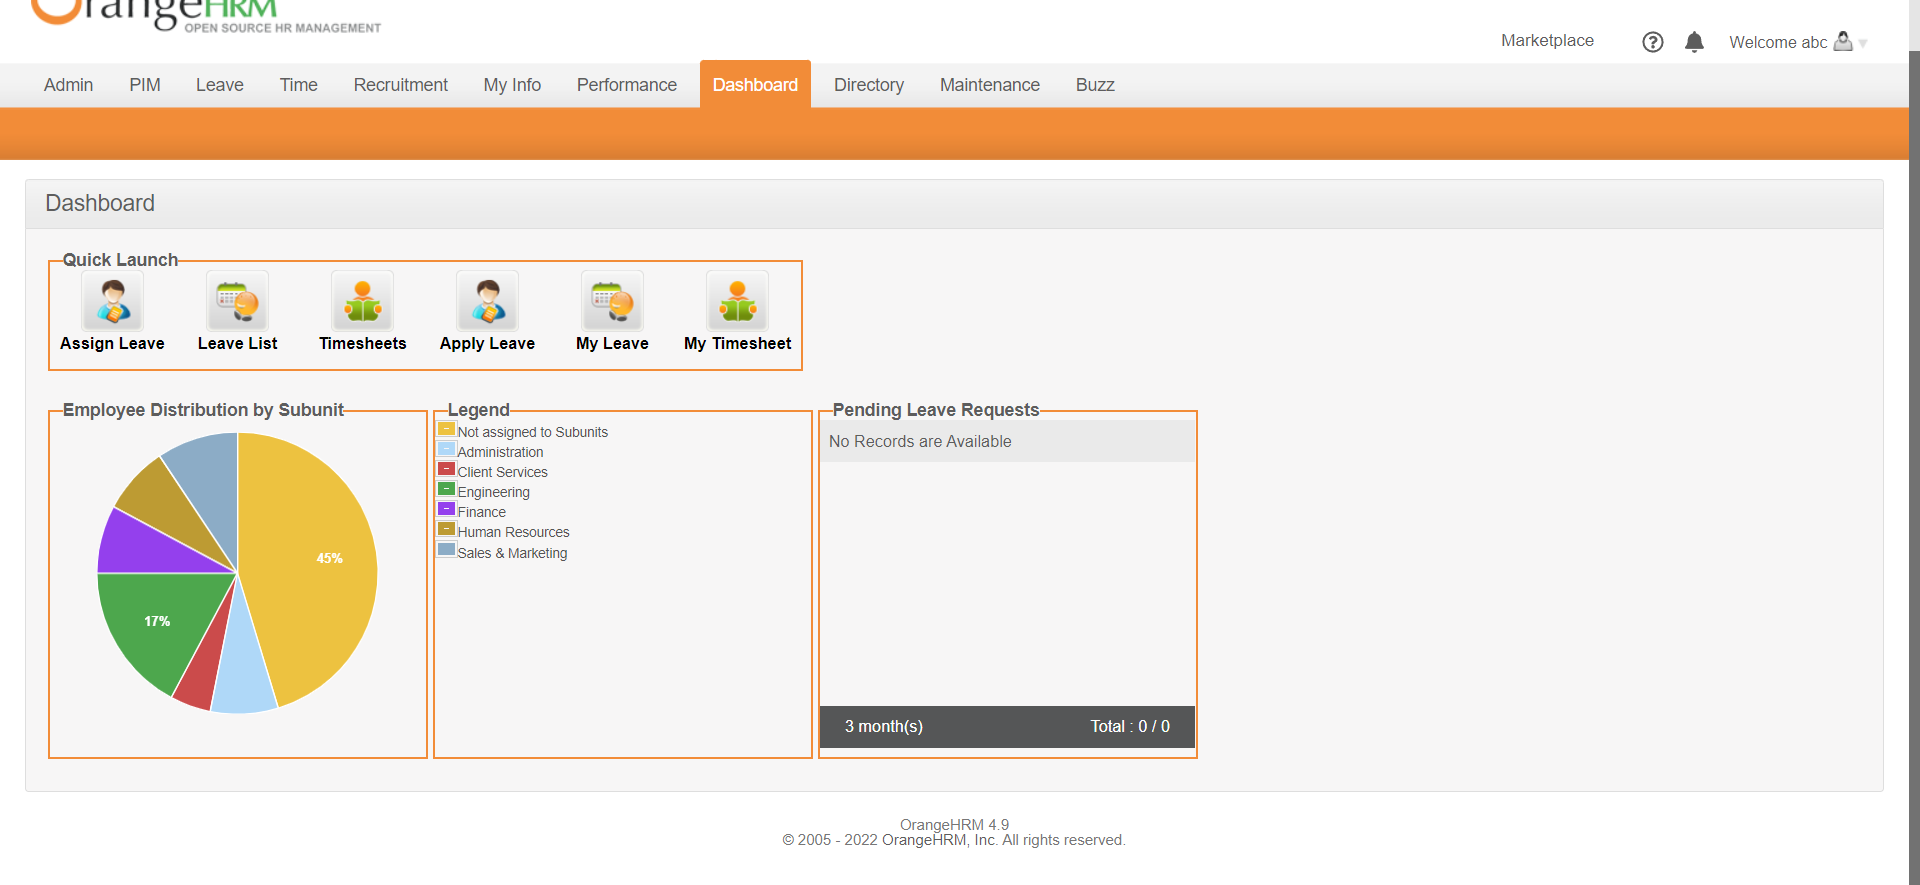 OrangeHRM
OPEN SOURCE HR MANAGEMENT
Marketplace
Welcome abc
Admin PIM Leave Time Recruitment My Info Performance Dashboard Directory Maintenance Buzz
Dashboard
Quick Launch
Assign Leave Leave List Timesheets Apply Leave My Leave My Timesheet
Employee Distribution by Subunit
45%
17%
Legend
Not assigned to Subunits
Administration
Client Services
Engineering
Finance
Human Resources
Sales & Marketing
Pending Leave Requests
No Records are Available
3 month(s) Total : 0 / 0
OrangeHRM 4.9
© 2005 - 2022 OrangeHRM, Inc. All rights reserved.